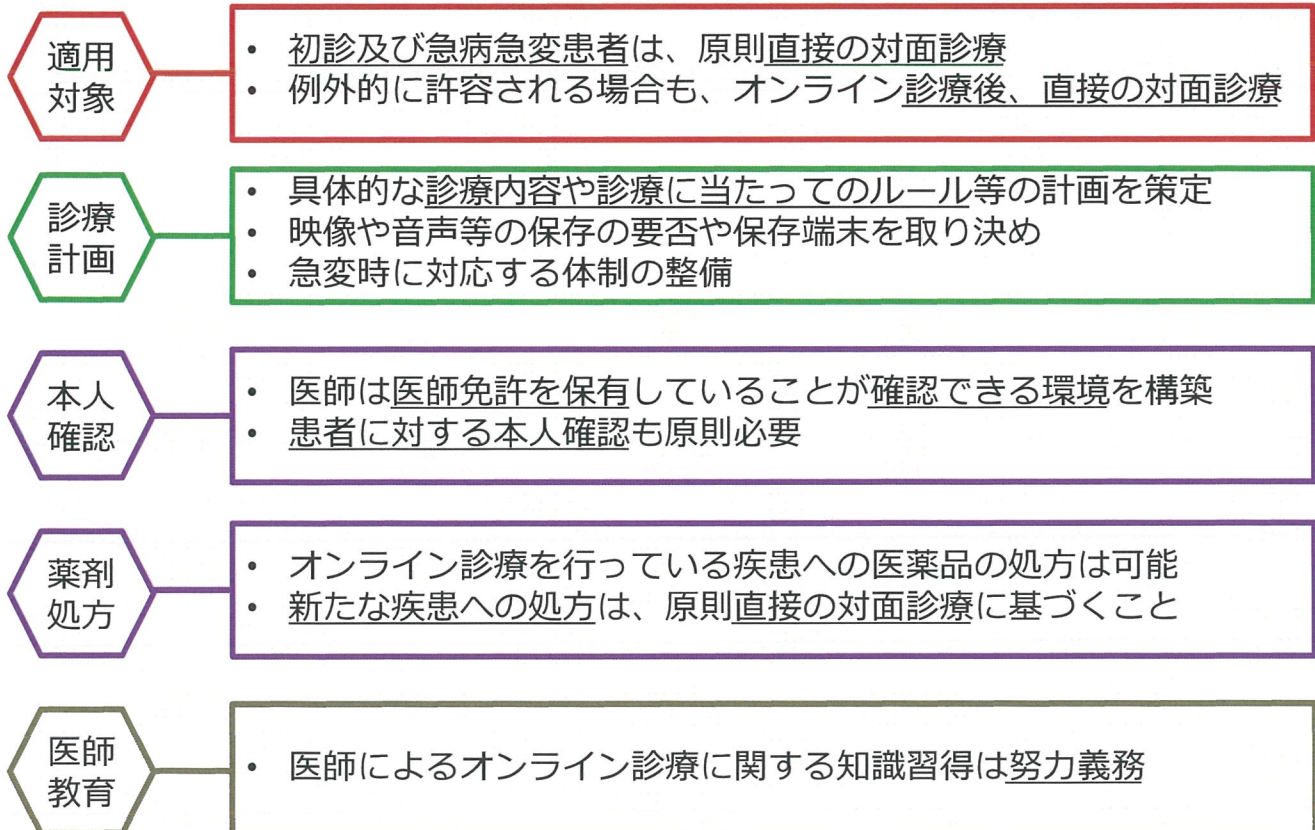 適用
対象
• 初診及び急病急変患者は、原則直接の対面診療
• 例外的に許容される場合も、オンライン診療後、直接の対面診療
診療
計画
• 具体的な診療内容や診療に当たってのルール等の計画を策定
• 映像や音声等の保存の要否や保存端末を取り決め
• 急変時に対応する体制の整備
本人
確認
• 医師は医師免許を保有していることが確認できる環境を構築
• 患者に対する本人確認も原則必要
薬剤
処方
• オンライン診療を行っている疾患への医薬品の処方は可能
• 新たな疾患への処方は、原則直接の対面診療に基づくこと
医師
教育
• 医師によるオンライン診療に関する知識習得は努力義務